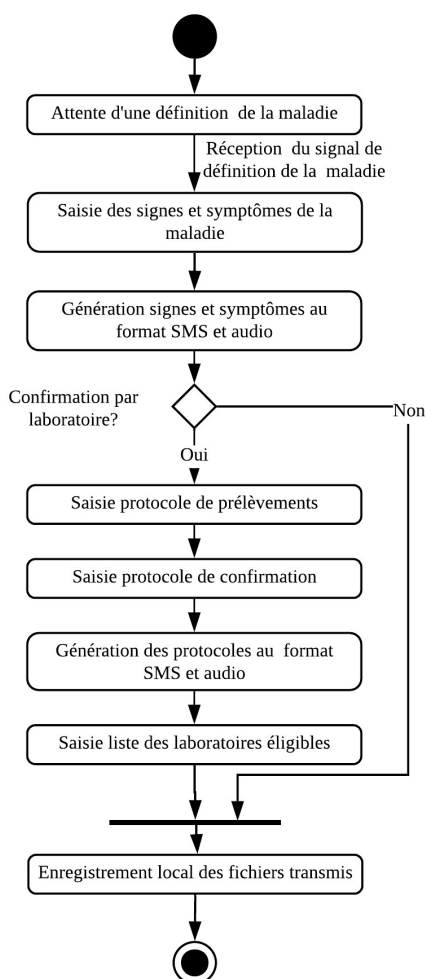 Attente d'une définition de la maladie
Réception du signal de
définition de la maladie
Saisie des signes et symptômes de la
maladie
Génération signes et symptômes au
format SMS et audio
Confirmation par
laboratoire?
Non
Oui
Saisie protocole de prélèvements
Saisie protocole de confirmation
Génération des protocoles au format
SMS et audio
Saisie liste des laboratoires éligibles
Enregistrement local des fichiers transmis